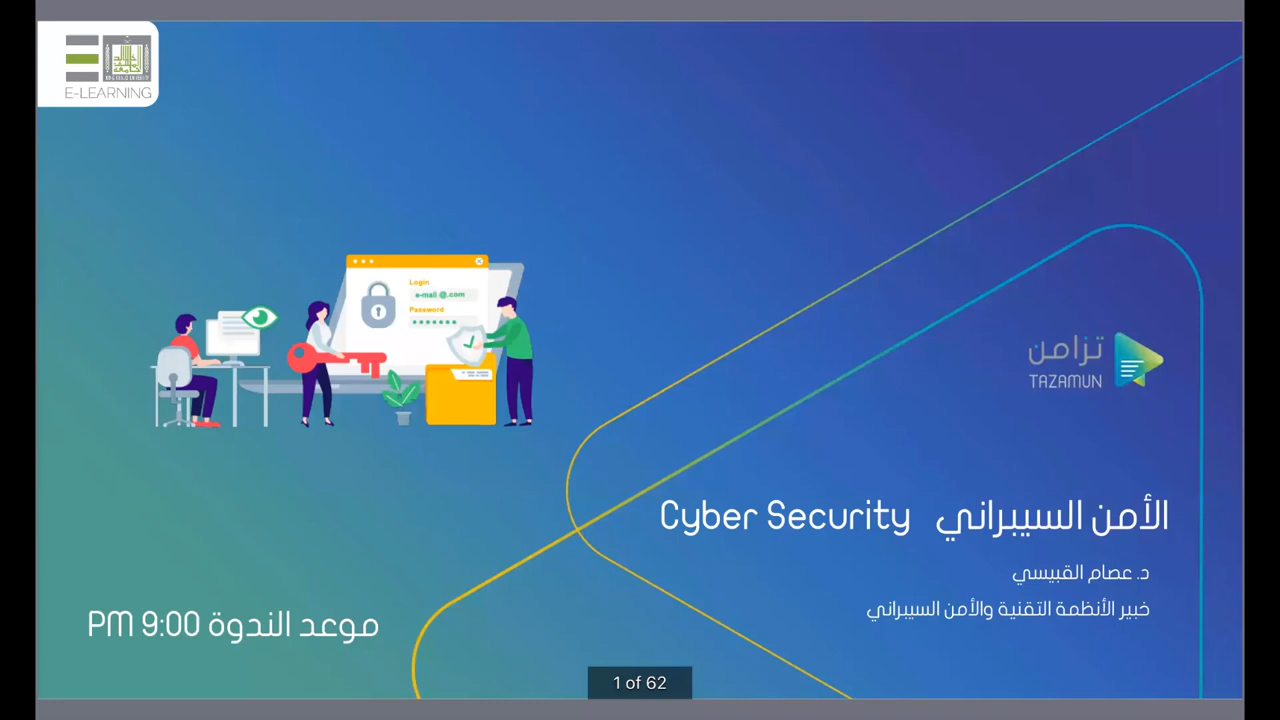 E-LEARNING
Login
e-mail @.com
Password
تزامن
TAZAMUN
الأمن السيبراني Cyber Security
د. عصام القبيسي
خبير الأنظمة التقنية والأمن السيبراني
موعد الندوة 9:00 PM
1 of 62